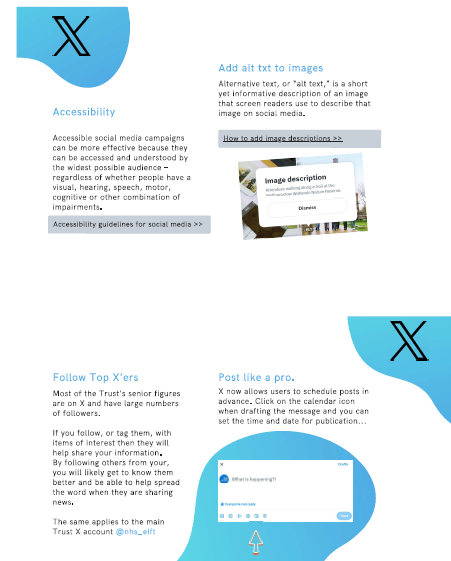 Accessibility
Accessible social media campaigns
can be more effective because they
can be accessed and understood by
the widest possible audience –
regardless of whether people have a
visual, hearing, speech, motor,
cognitive or other combination of
impairments.
Accessibility guidelines for social media >>
Add alt txt to images
Alternative text, or “alt text,” is a short
yet informative description of an image
that screen readers use to describe that
image on social media.
How to add image descriptions >>
Image description
Attendees walking along a trail at the
Nature Reserve.
Dismiss
Follow Top X'ers
Most of the Trust's senior figures
are on X and have large numbers
of followers.
If you follow, or tag them, with
items of interest then they will
help share your information.
By following others from your,
you will likely get to know them
better and be able to help spread
the word when they are sharing
news.
The same applies to the main
Trust X account @nhs_elft
Post like a pro.
X now allows users to schedule posts in
advance. Click on the calendar icon
when drafting the message and you can
set the time and date for publication...
Drafts
What is happening?!
Everyone can reply
Post